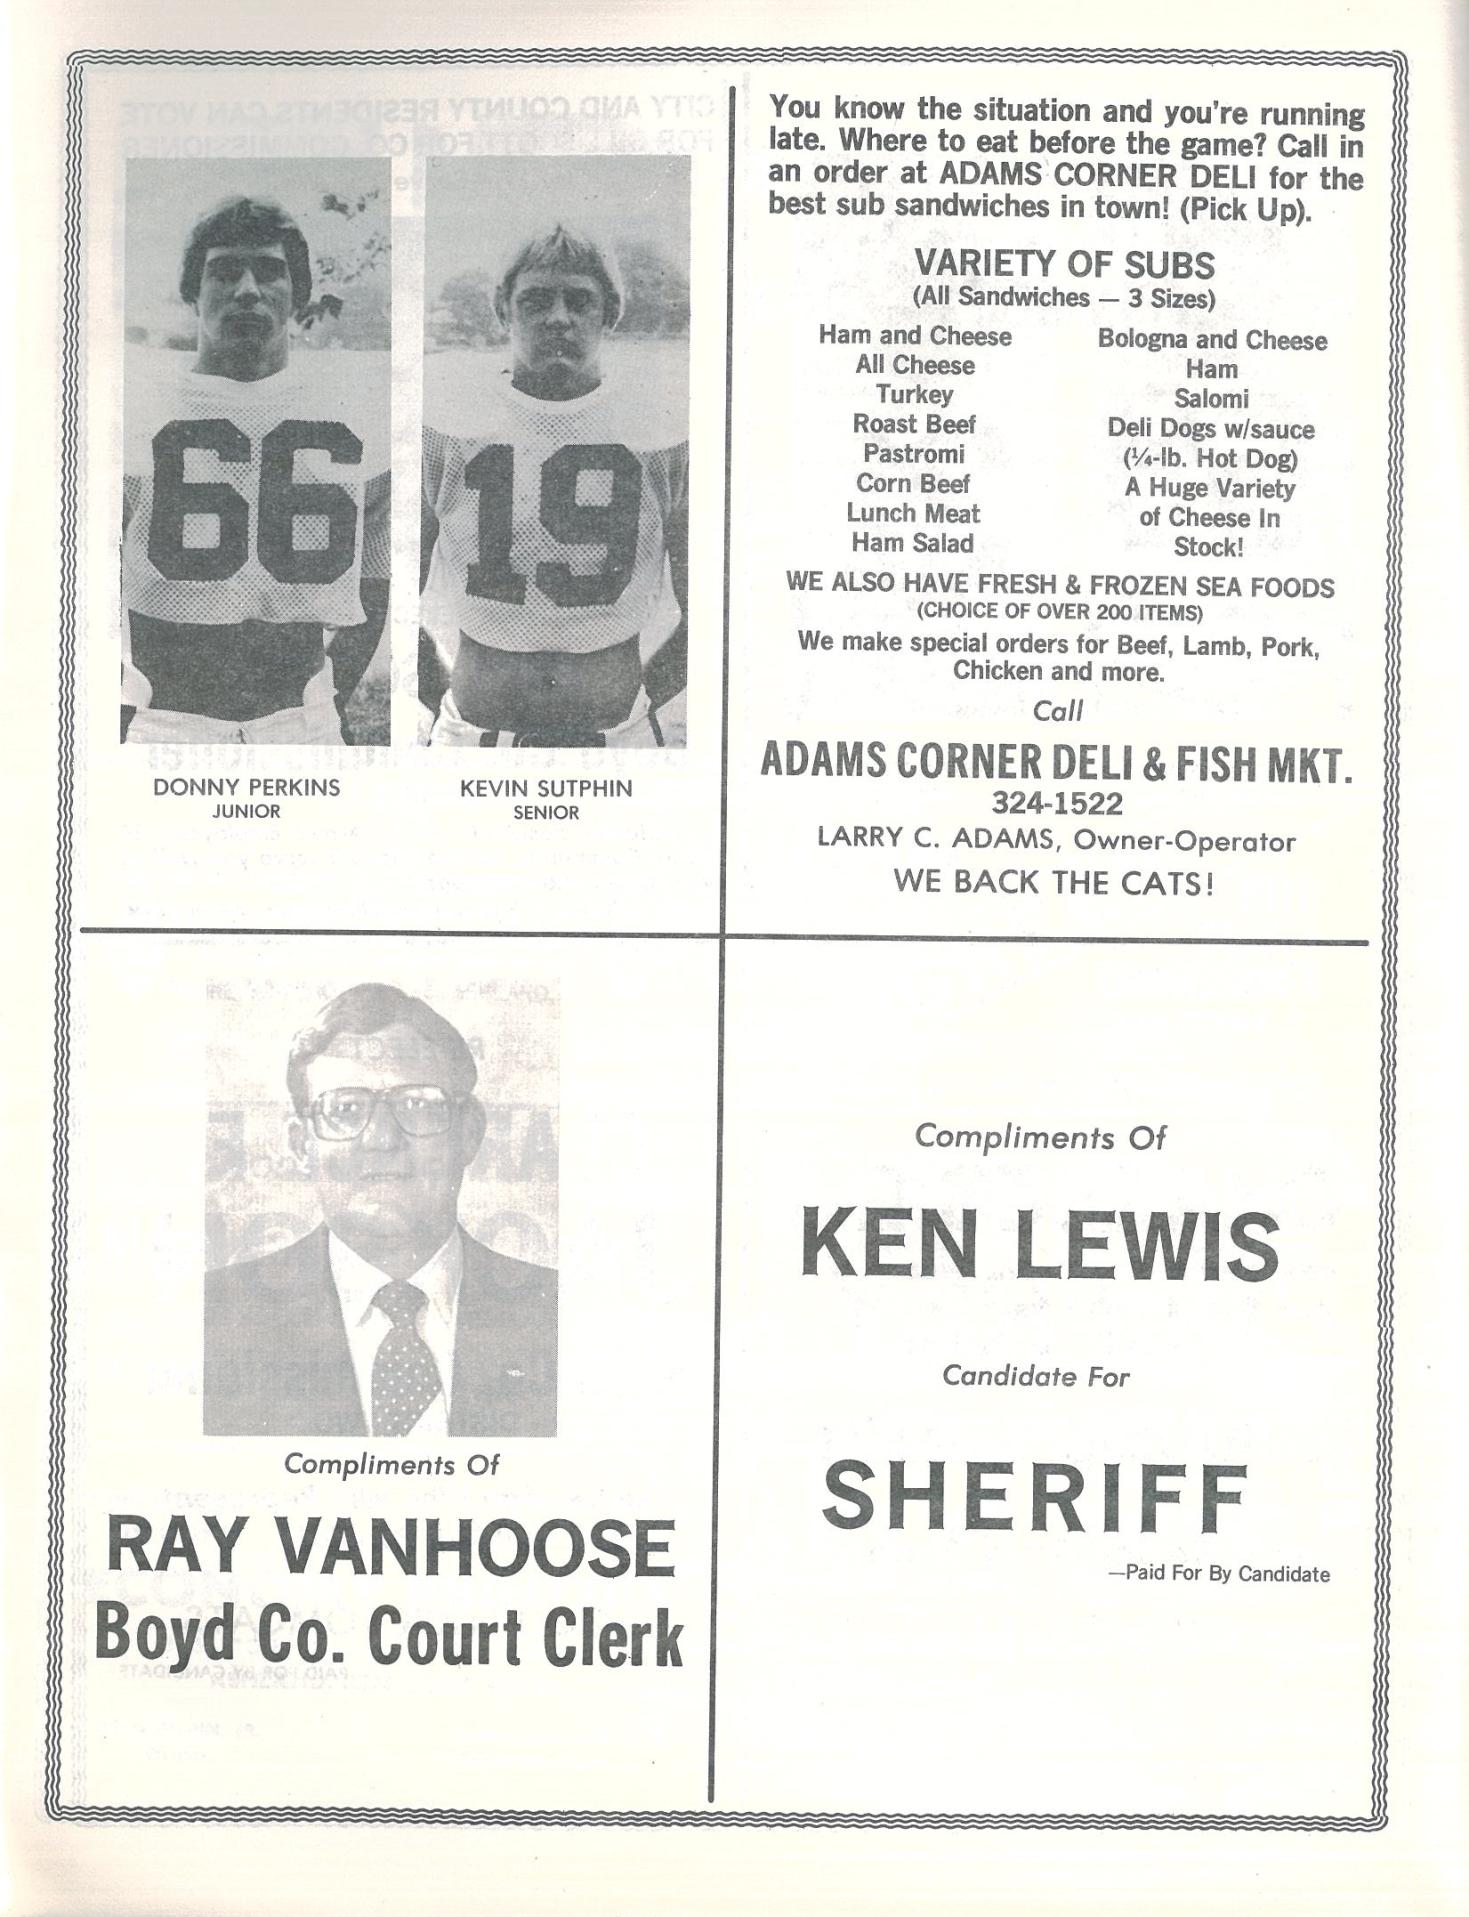 66
19
DONNY PERKINS
JUNIOR
KEVIN SUTPHIN
SENIOR
You know the situation and you're running
late. Where to eat before the game? Call in
an order at ADAMS CORNER DELI for the
best sub sandwiches in town! (Pick Up).
VARIETY OF SUBS
(All Sandwiches — 3 Sizes)
Ham and Cheese
All Cheese
Turkey
Roast Beef
Pastromi
Corn Beef
Lunch Meat
Ham Salad
Bologna and Cheese
Ham
Salomi
Deli Dogs w/sauce
(¼-lb. Hot Dog)
A Huge Variety
of Cheese In
Stock!
WE ALSO HAVE FRESH & FROZEN SEA FOODS
(CHOICE OF OVER 200 ITEMS)
We make special orders for Beef, Lamb, Pork,
Chicken and more.
Call
ADAMS CORNER DELI & FISH MKT.
324-1522
LARRY C. ADAMS, Owner-Operator
WE BACK THE CATS!
Compliments Of
RAY VANHOOSE
Boyd Co. Court Clerk
Compliments Of
KEN LEWIS
Candidate For
SHERIFF
—Paid For By Candidate